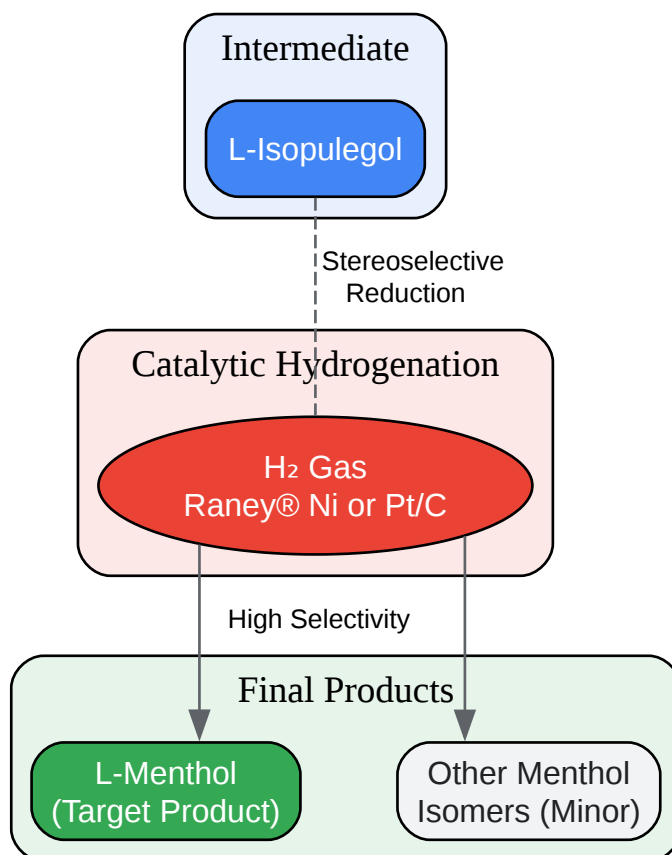 Intermediate
L-Isopulegol
Stereoselective
Reduction
Catalytic Hydrogenation
H₂ Gas
Raney® Ni or Pt/C
High Selectivity
Final Products
L-Menthol
(Target Product)
Other Menthol
Isomers (Minor)